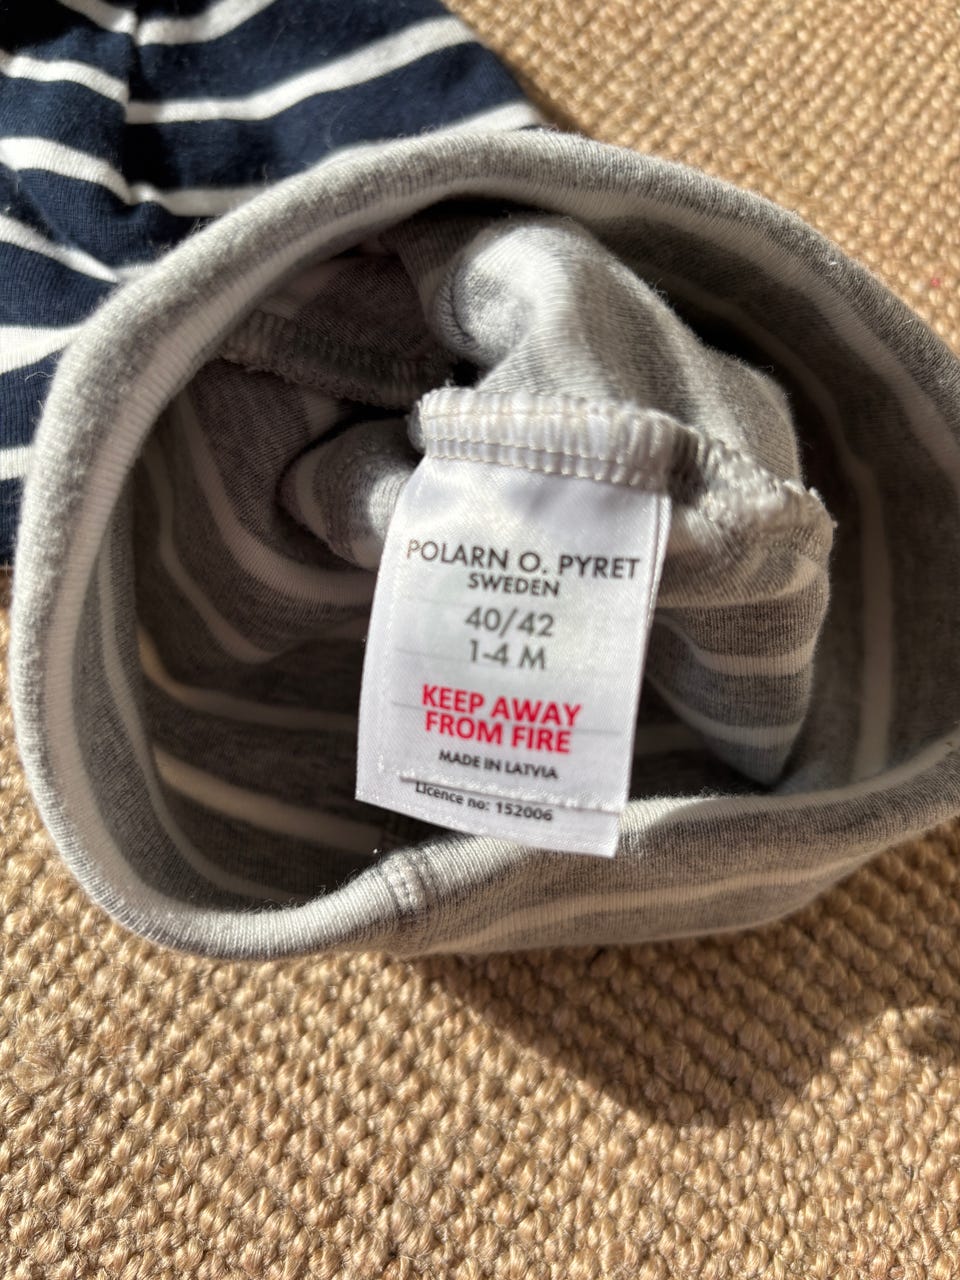 POLARN O. PYRET
SWEDEN
40/42
1-4 M
KEEP AWAY
FROM FIRE
MADE IN LATVIA
Licence no: 152006